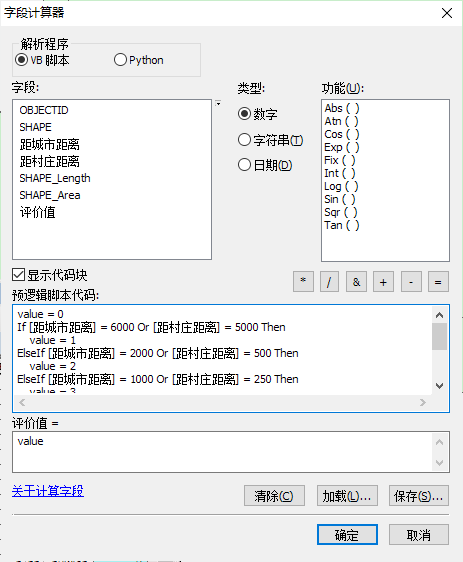 字段计算器
解析程序
VB 脚本
Python
字段:
类型:
功能(U):
OBJECTID
SHAPE
距城市距离
距村庄距离
SHAPE_Length
SHAPE_Area
评价值
数字
字符串(T)
日期(D)
Abs ( )
Atn ( )
Cos ( )
Exp ( )
Fix ( )
Int ( )
Log ( )
Sin ( )
Sqr ( )
Tan ( )
显示代码块
* / & + - =
预逻辑脚本代码:
value = 0
If [距城市距离] = 6000 Or [距村庄距离] = 5000 Then
value = 1
ElseIf [距城市距离] = 2000 Or [距村庄距离] = 500 Then
value = 2
ElseIf [距城市距离] = 1000 Or [距村庄距离] = 250 Then
value = 3
评价值 =
value
关于计算字段
清除(C)
加载(L)...
保存(S)...
确定
取消